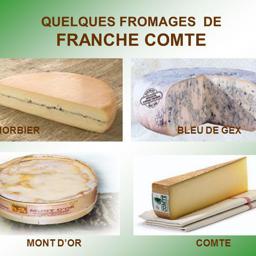 QUELQUES FROMAGES DE
FRANCHE COMTE
MORBIER
BLEU DE GEX
MONT D'OR
COMTE